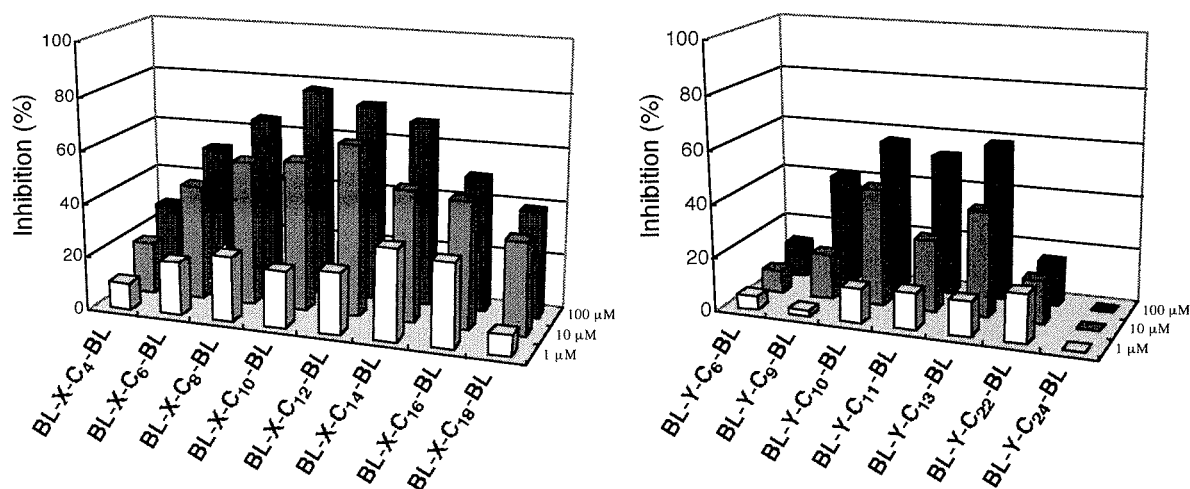 Inhibition (%)
100
80
60
40
20
0
100 μM
10 μM
1 μM
BL-X-C4-BL
BL-X-C6-BL
BL-X-C8-BL
BL-X-C10-BL
BL-X-C12-BL
BL-X-C14-BL
BL-X-C16-BL
BL-X-C18-BL
Inhibition (%)
100
80
60
40
20
0
100 μM
10 μM
1 μM
BL-Y-C6-BL
BL-Y-C9-BL
BL-Y-C10-BL
BL-Y-C11-BL
BL-Y-C13-BL
BL-Y-C22-BL
BL-Y-C24-BL